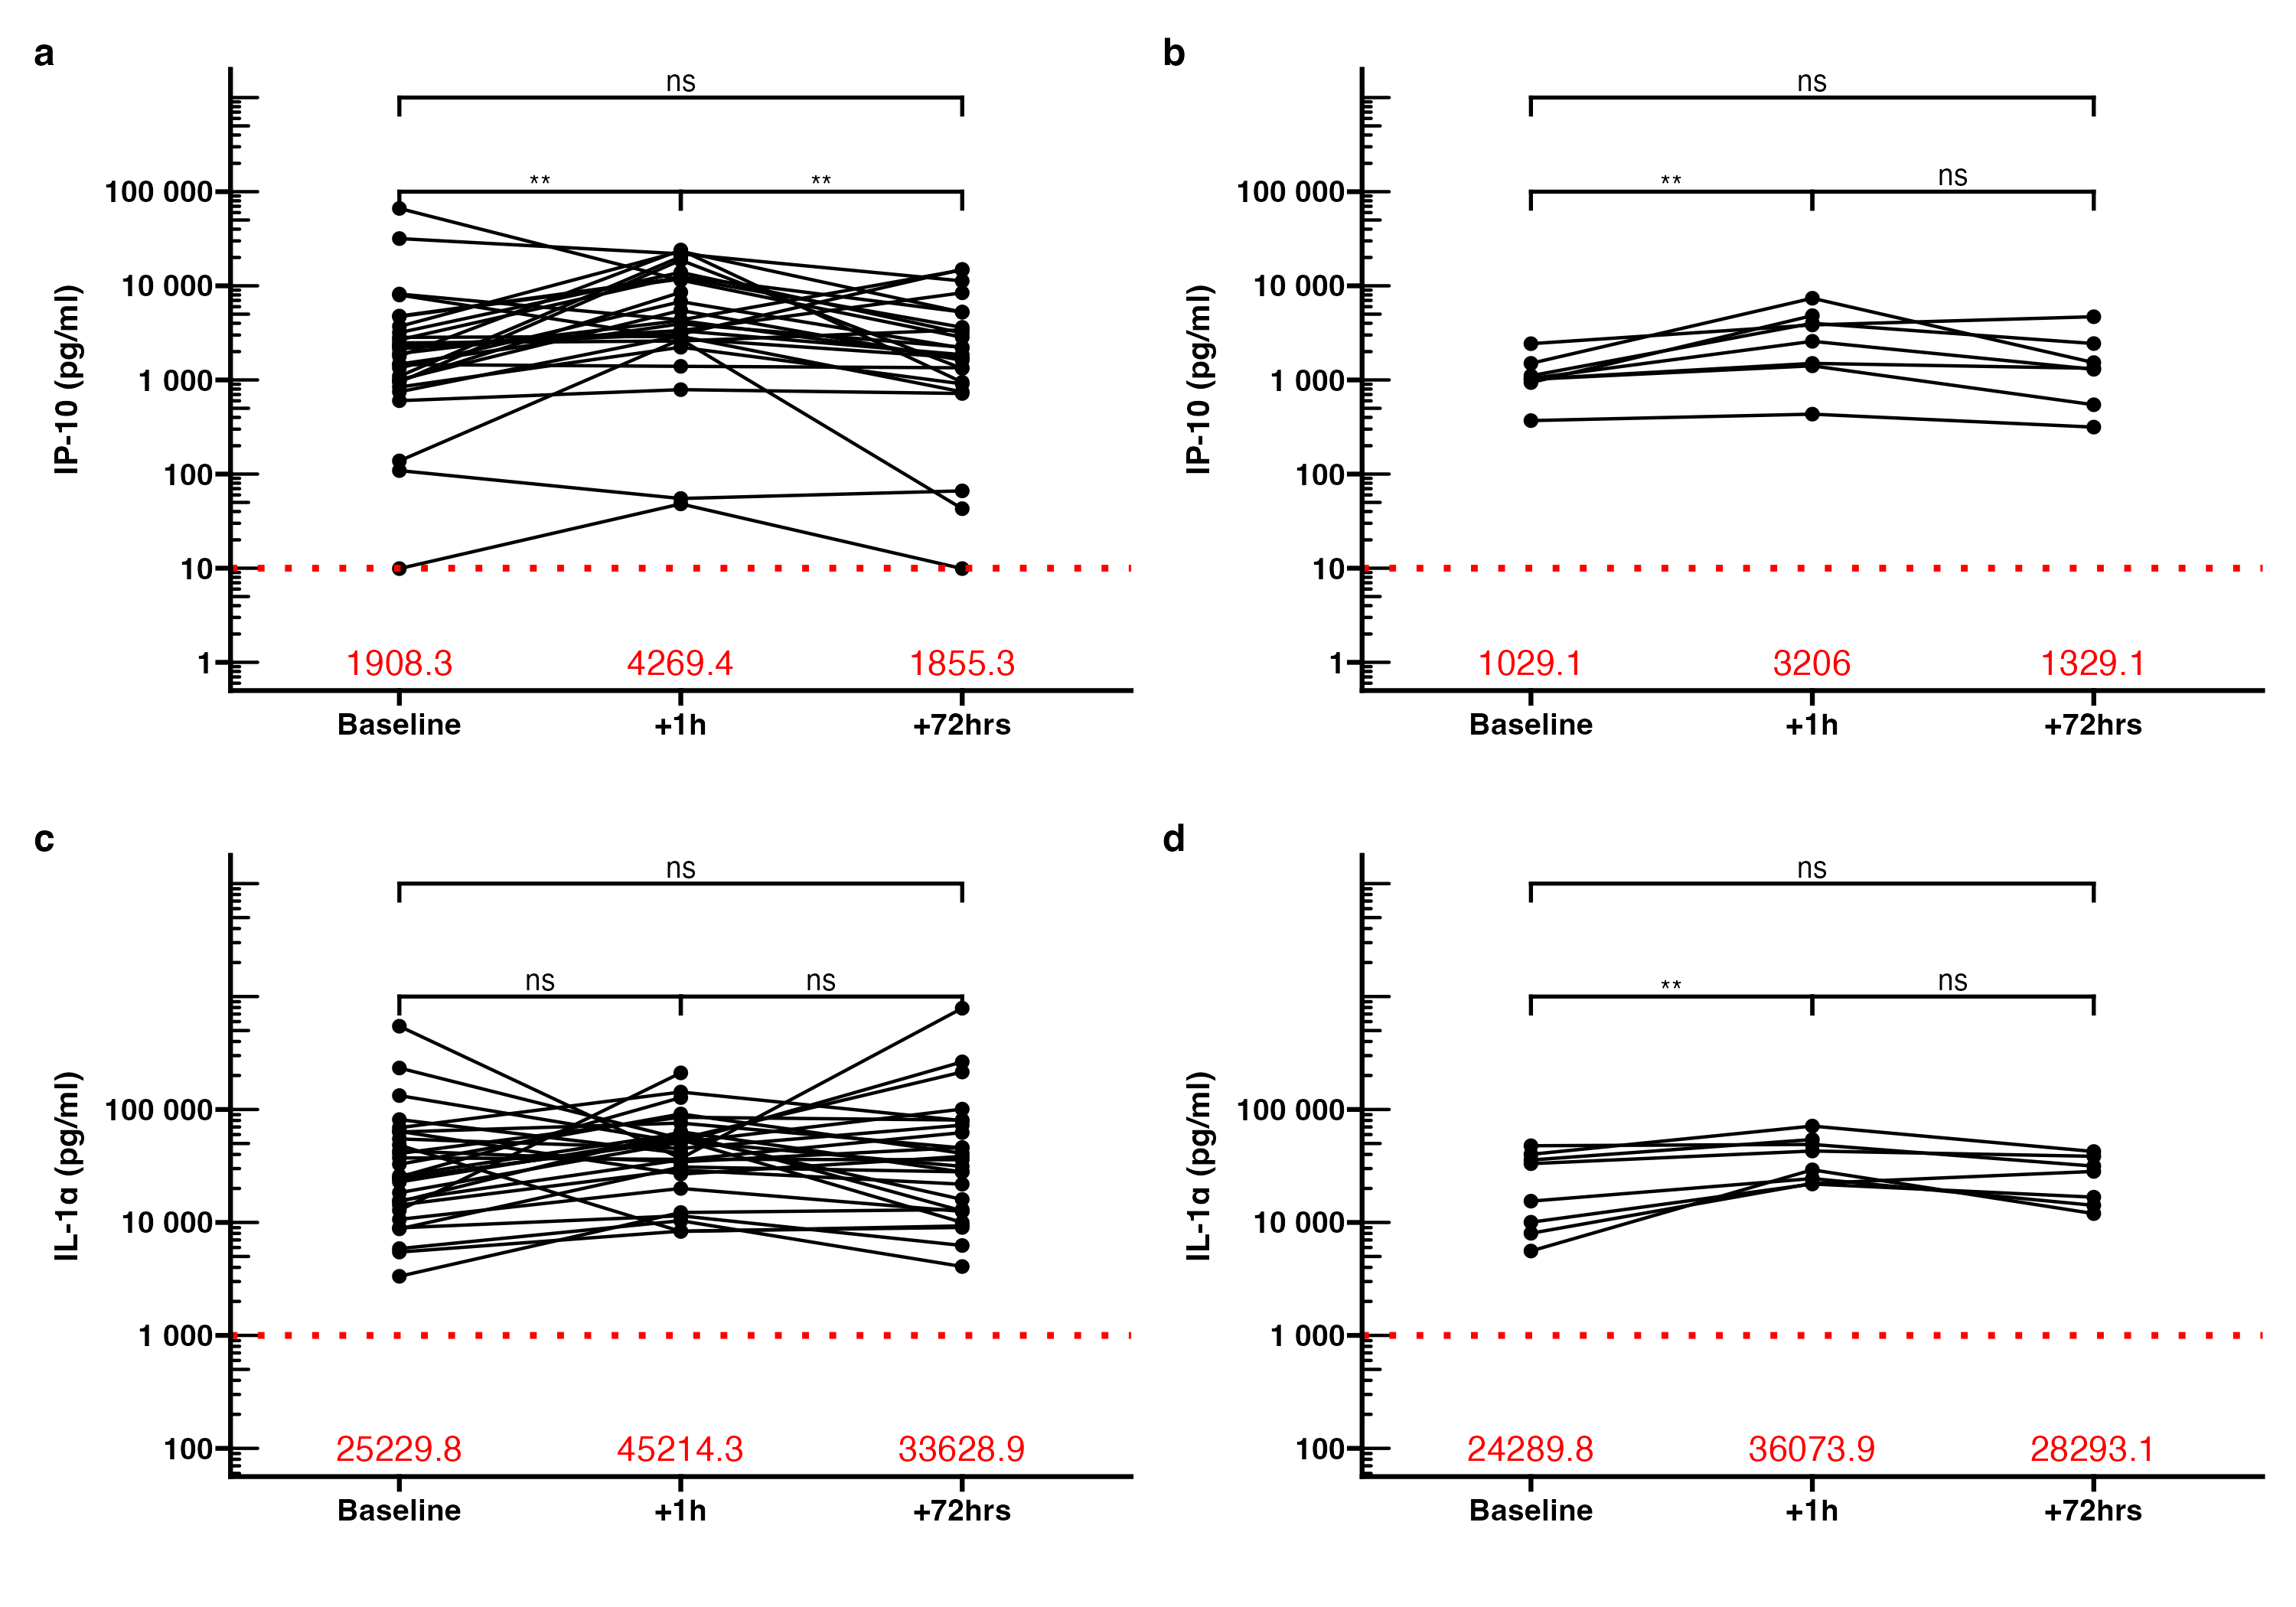 a
ns
** **
100 000
10 000
1 000
100
10
1
IP-10 (pg/ml)
1908.3 4269.4 1855.3
Baseline +1h +72hrs
b
ns
** ns
100 000
10 000
1 000
100
10
1
IP-10 (pg/ml)
1029.1 3206 1329.1
Baseline +1h +72hrs
c
ns
ns ns
100 000
10 000
1 000
100
IL-1α (pg/ml)
25229.8 45214.3 33628.9
Baseline +1h +72hrs
d
ns
** ns
100 000
10 000
1 000
100
IL-1α (pg/ml)
24289.8 36073.9 28293.1
Baseline +1h +72hrs